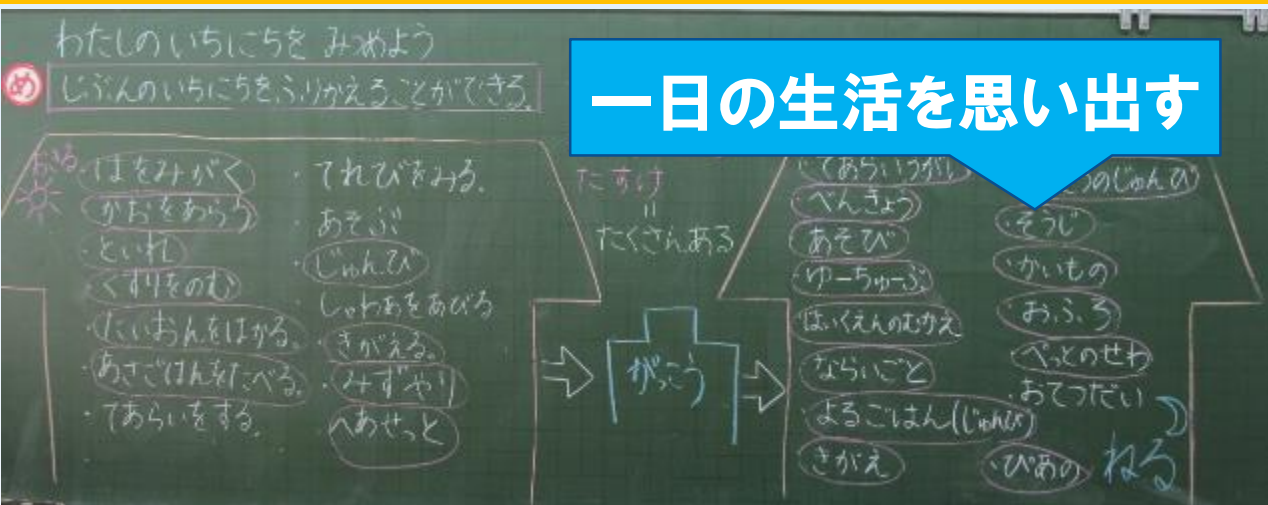 わたしのいちにちを みつめよう
め
じぶんのいちにちをふりかえることができる。
一日の生活を思い出す
・はをみがく
・かおをあらう
・といれ
・くすりをのむ
・たいおんをはかる。
・あさごはんをたべる。
・てあらいをする。
・てれびをみる。
・あそぶ
・じゅんび
・しゃわあをあびる
・きがえる。
・みずやり
へあせっと
たすけ
=
たくさんある
がっこう
・てあらいうがい
・べんきょう
・あそび
・ゆーちゅーぶ
・ほいくえんのむかえ
・ならいごと
・よるごはん(じゅんび)
・きがえ
のじゅんび
・そうじ
・かいもの
・おふろ
・ぺっとのせわ
・おてつだい
・ぴあの
ねる